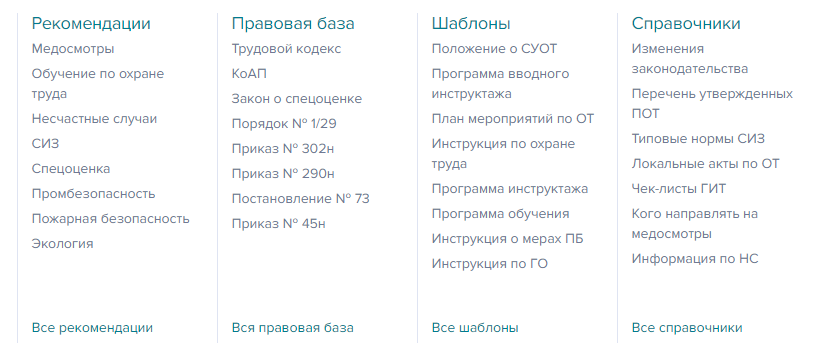 Рекомендации
Медосмотры
Обучение по охране
труда
Несчастные случаи
СИЗ
Спецоценка
Промбезопасность
Пожарная безопасность
Экология
Все рекомендации
Правовая база
Трудовой кодекс
КоАП
Закон о спецоценке
Порядок № 1/29
Приказ № 302н
Приказ № 290н
Постановление № 73
Приказ № 45н
Вся правовая база
Шаблоны
Положение о СУОТ
Программа вводного
инструктажа
План мероприятий по ОТ
Инструкция по охране
труда
Программа инструктажа
Программа обучения
Инструкция о мерах ПБ
Инструкция по ГО
Все шаблоны
Справочники
Изменения
законодательства
Перечень утвержденных
ПОТ
Типовые нормы СИЗ
Локальные акты по ОТ
Чек-листы ГИТ
Кого направлять на
медосмотры
Информация по НС
Все справочники